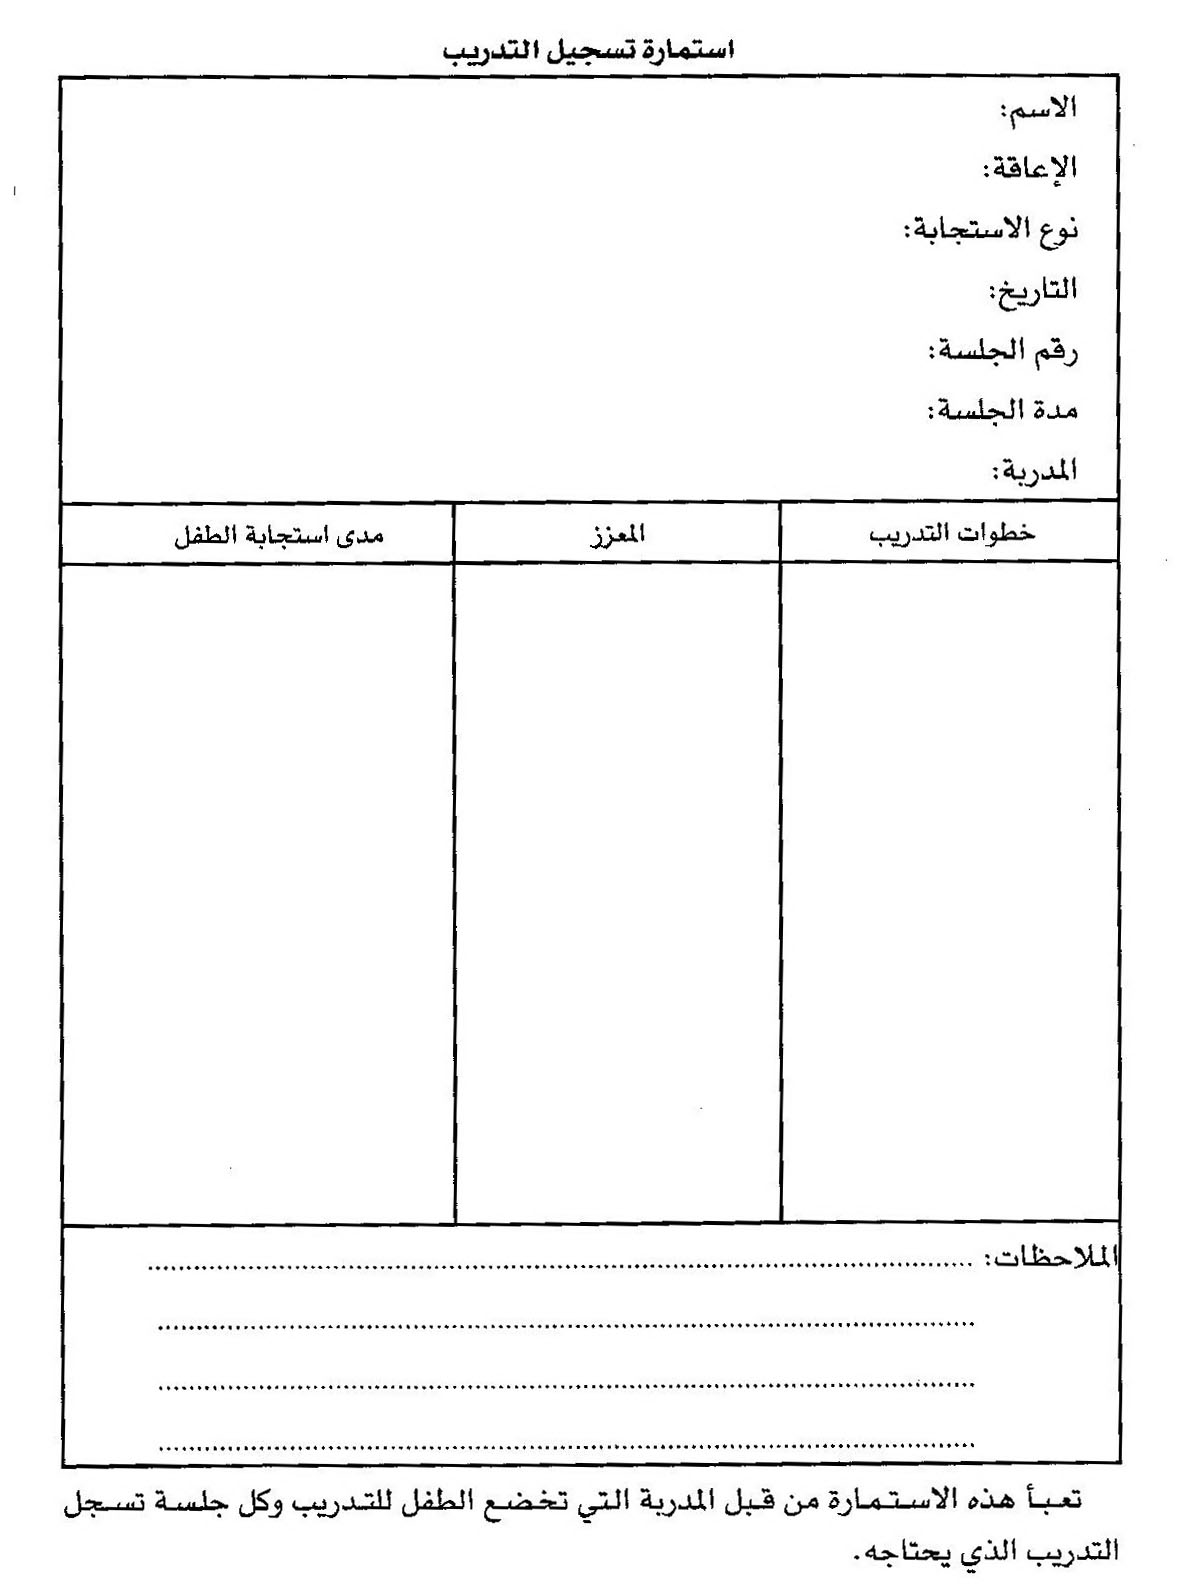 استمارة تسجيل التدريب
الاسم:
الإعاقة:
نوع الاستجابة:
التاريخ:
رقم الجلسة:
مدة الجلسة:
المدربة:
خطوات التدريب
المعزز
مدى استجابة الطفل
الملاحظات: ........................................................................
........................................................................
........................................................................
........................................................................
تعبأ هذه الاستمارة من قبل المدربة التي تخضع الطفل للتدريب وكل جلسة تسجل
التدريب الذي يحتاجه.